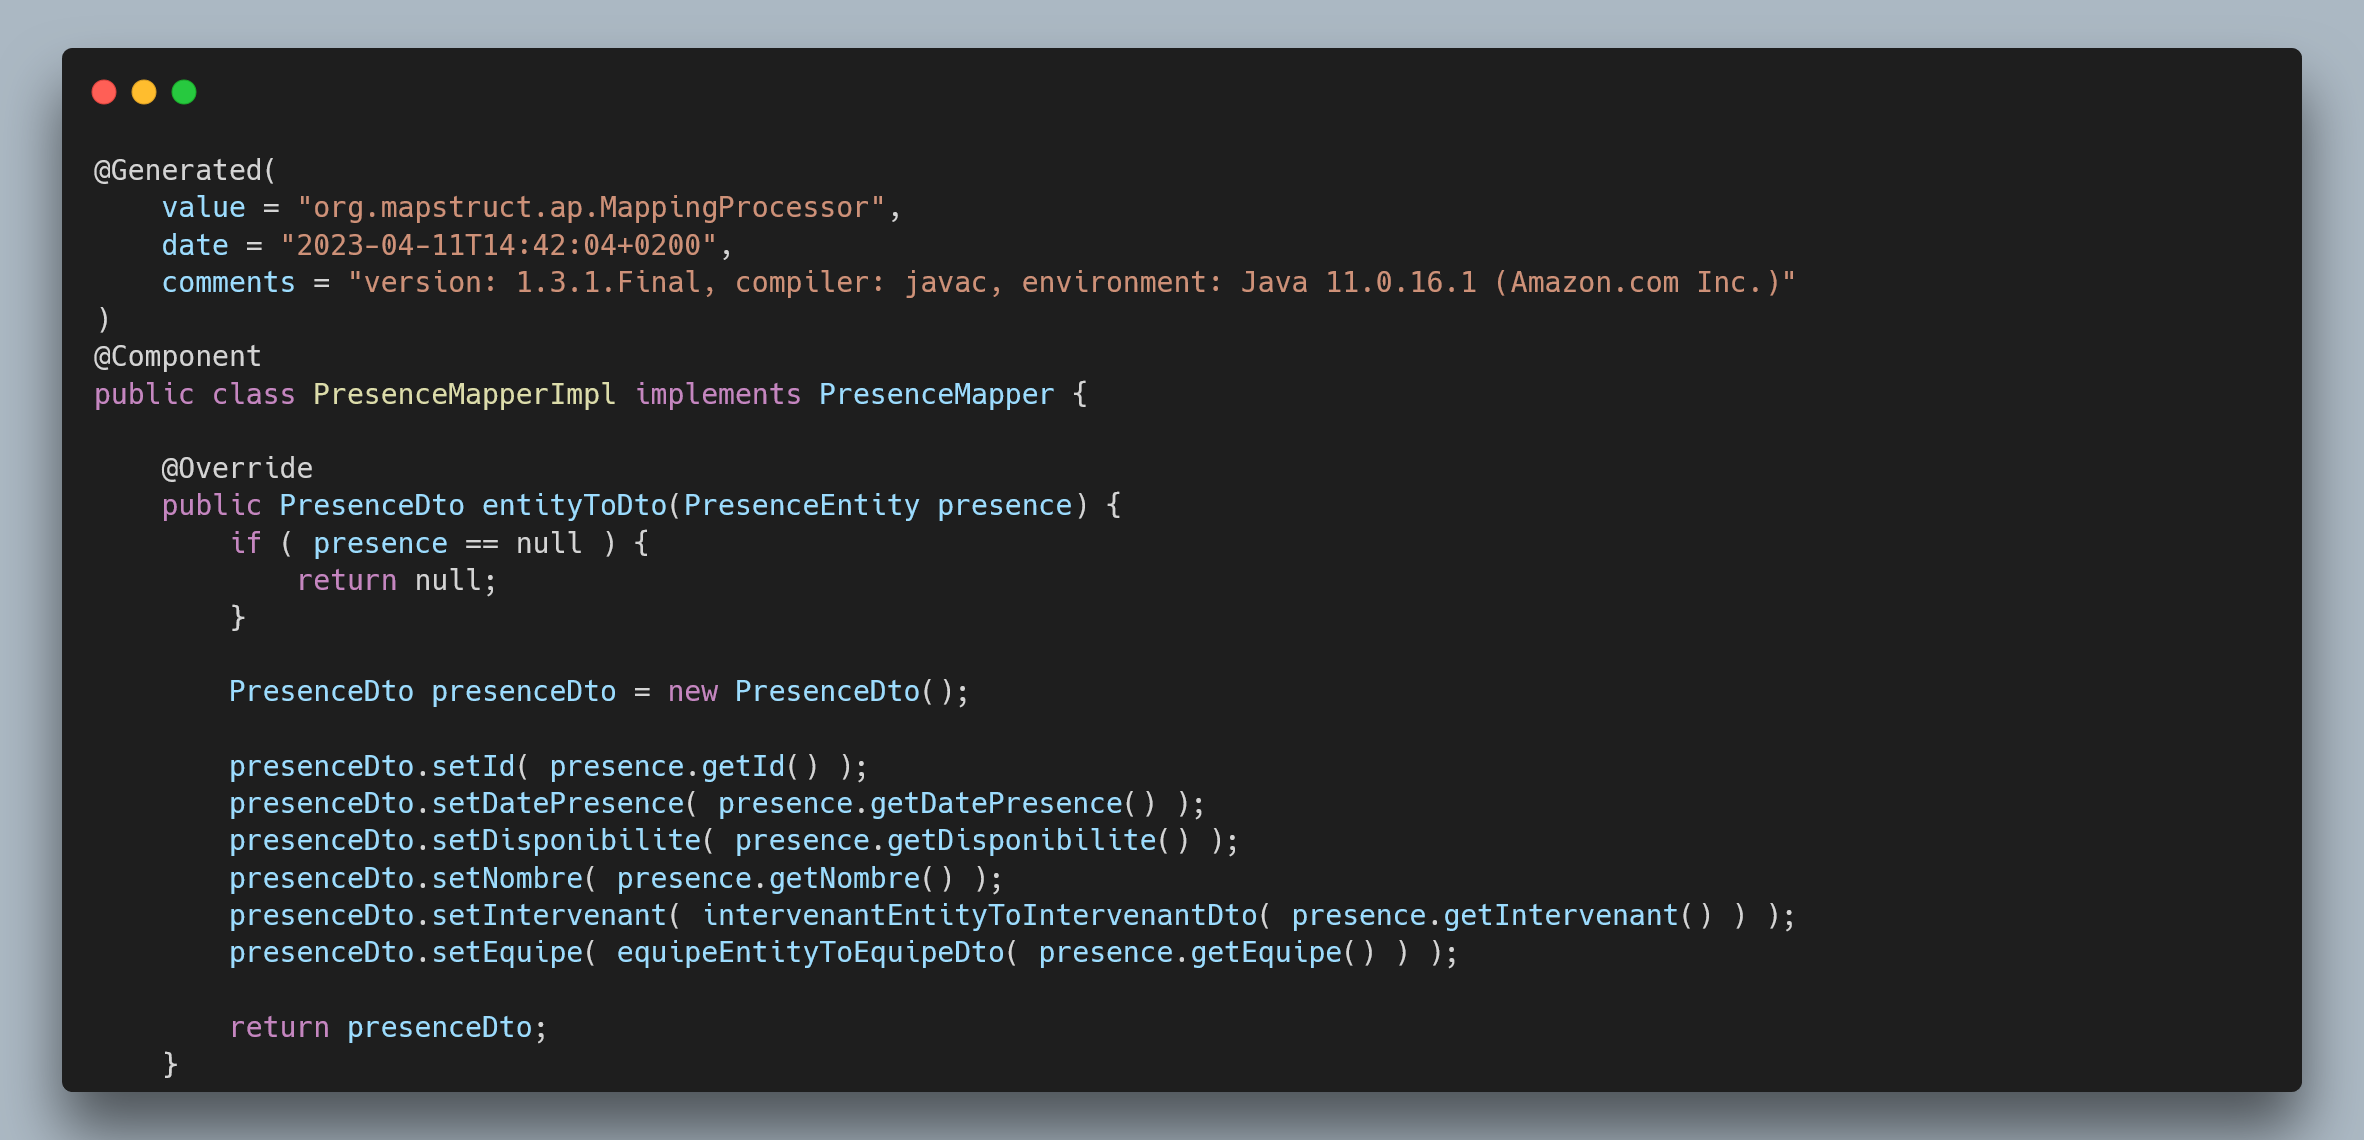 @Generated(
    value = "org.mapstruct.ap.MappingProcessor",
    date = "2023-04-11T14:42:04+0200",
    comments = "version: 1.3.1.Final, compiler: javac, environment: Java 11.0.16.1 (Amazon.com Inc.)"
)
@Component
public class PresenceMapperImpl implements PresenceMapper {

    @Override
    public PresenceDto entityToDto(PresenceEntity presence) {
        if ( presence == null ) {
            return null;
        }

        PresenceDto presenceDto = new PresenceDto();

        presenceDto.setId( presence.getId() );
        presenceDto.setDatePresence( presence.getDatePresence() );
        presenceDto.setDisponibilite( presence.getDisponibilite() );
        presenceDto.setNombre( presence.getNombre() );
        presenceDto.setIntervenant( intervenantEntityToIntervenantDto( presence.getIntervenant() ) );
        presenceDto.setEquipe( equipeEntityToEquipeDto( presence.getEquipe() ) );

        return presenceDto;
    }